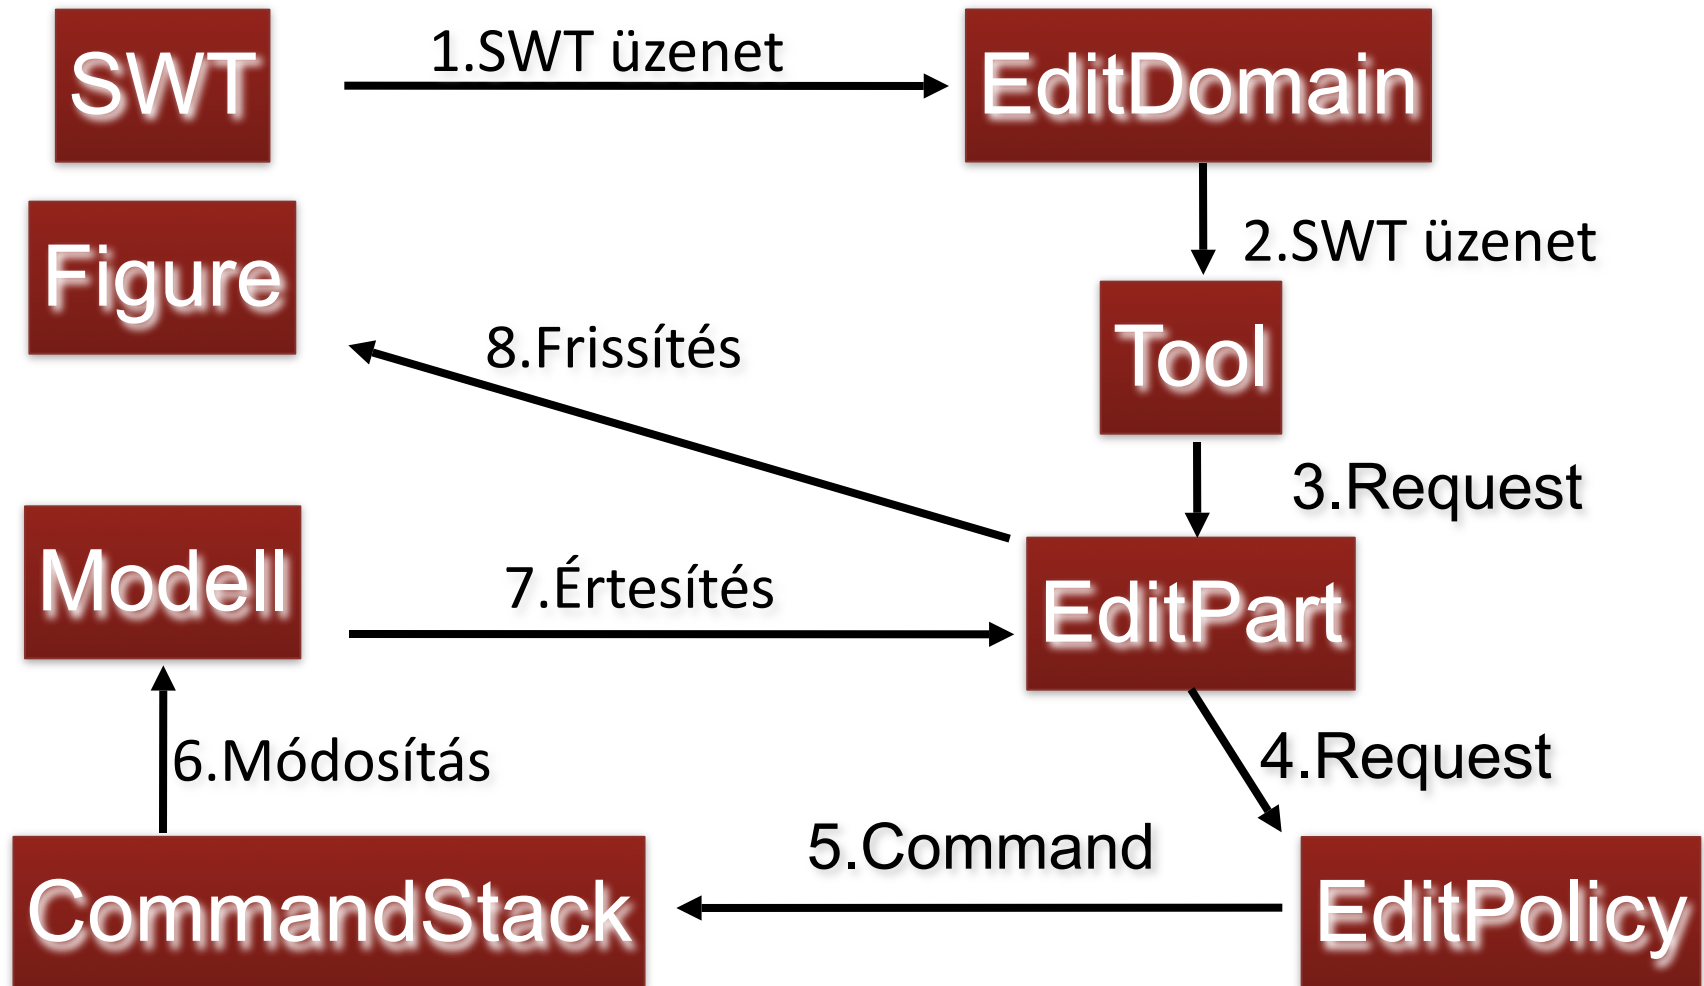 SWT
1.SWT üzenet
EditDomain
Figure
2.SWT üzenet
Tool
8.Frissítés
3.Request
Modell
7.Értesítés
EditPart
6.Módosítás
4.Request
5.Command
CommandStack
EditPolicy